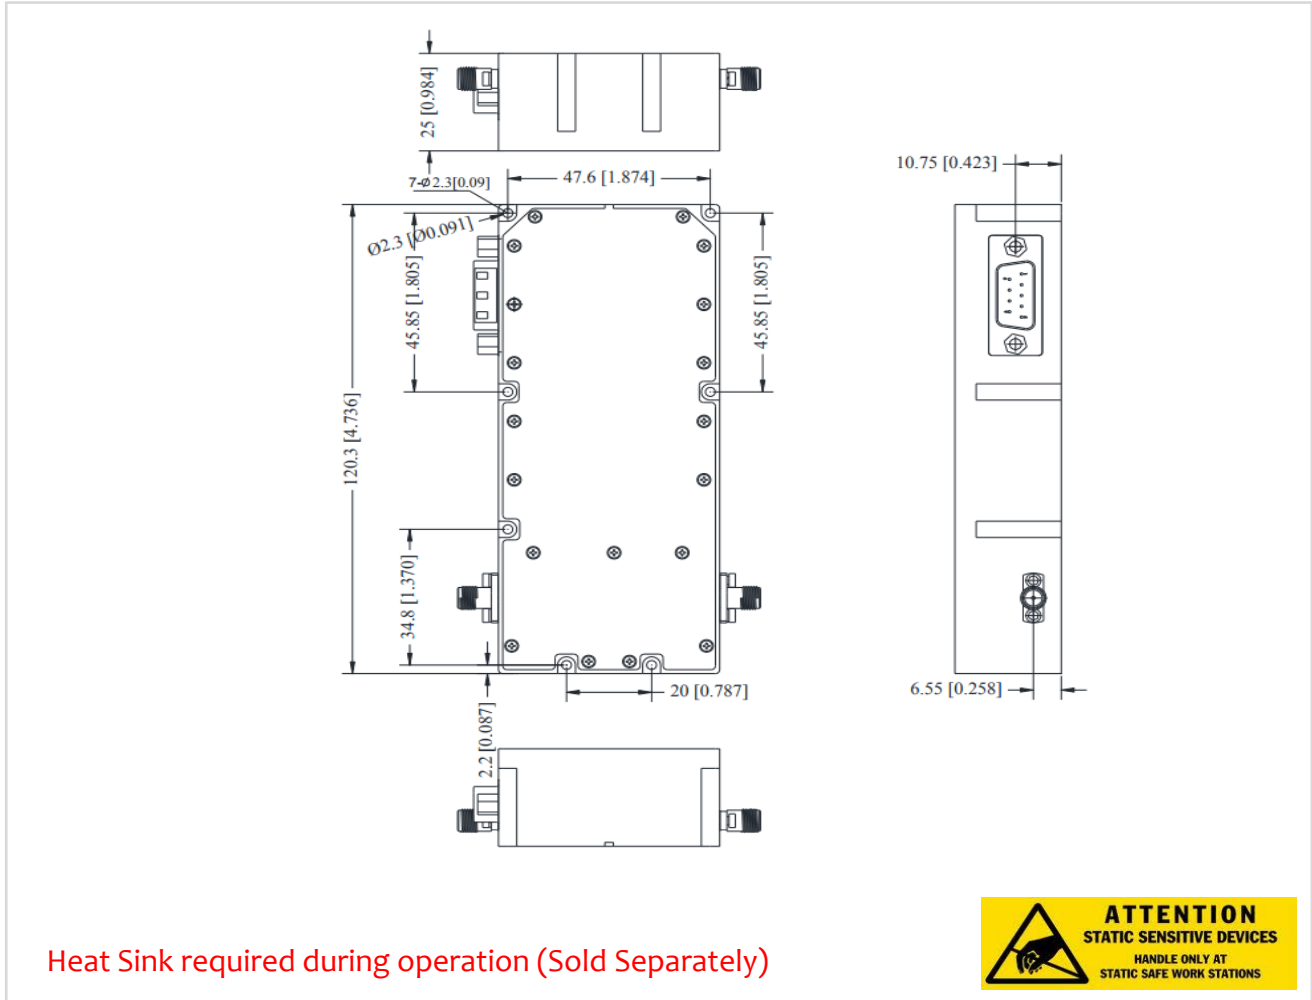 25 [0.984]
10.75 [0.423]
7-Ø 2.3[0.09]
47.6 [1.874]
Ø2.3 [Ø0.091]
45.85 [1.805]
45.85 [1.805]
120.3 [4.736]
34.8 [1.370]
20 [0.787]
6.55 [0.258]
2.2 [0.087]
ATTENTION
STATIC SENSITIVE DEVICES
HANDLE ONLY AT
STATIC SAFE WORK STATIONS
Heat Sink required during operation (Sold Separately)